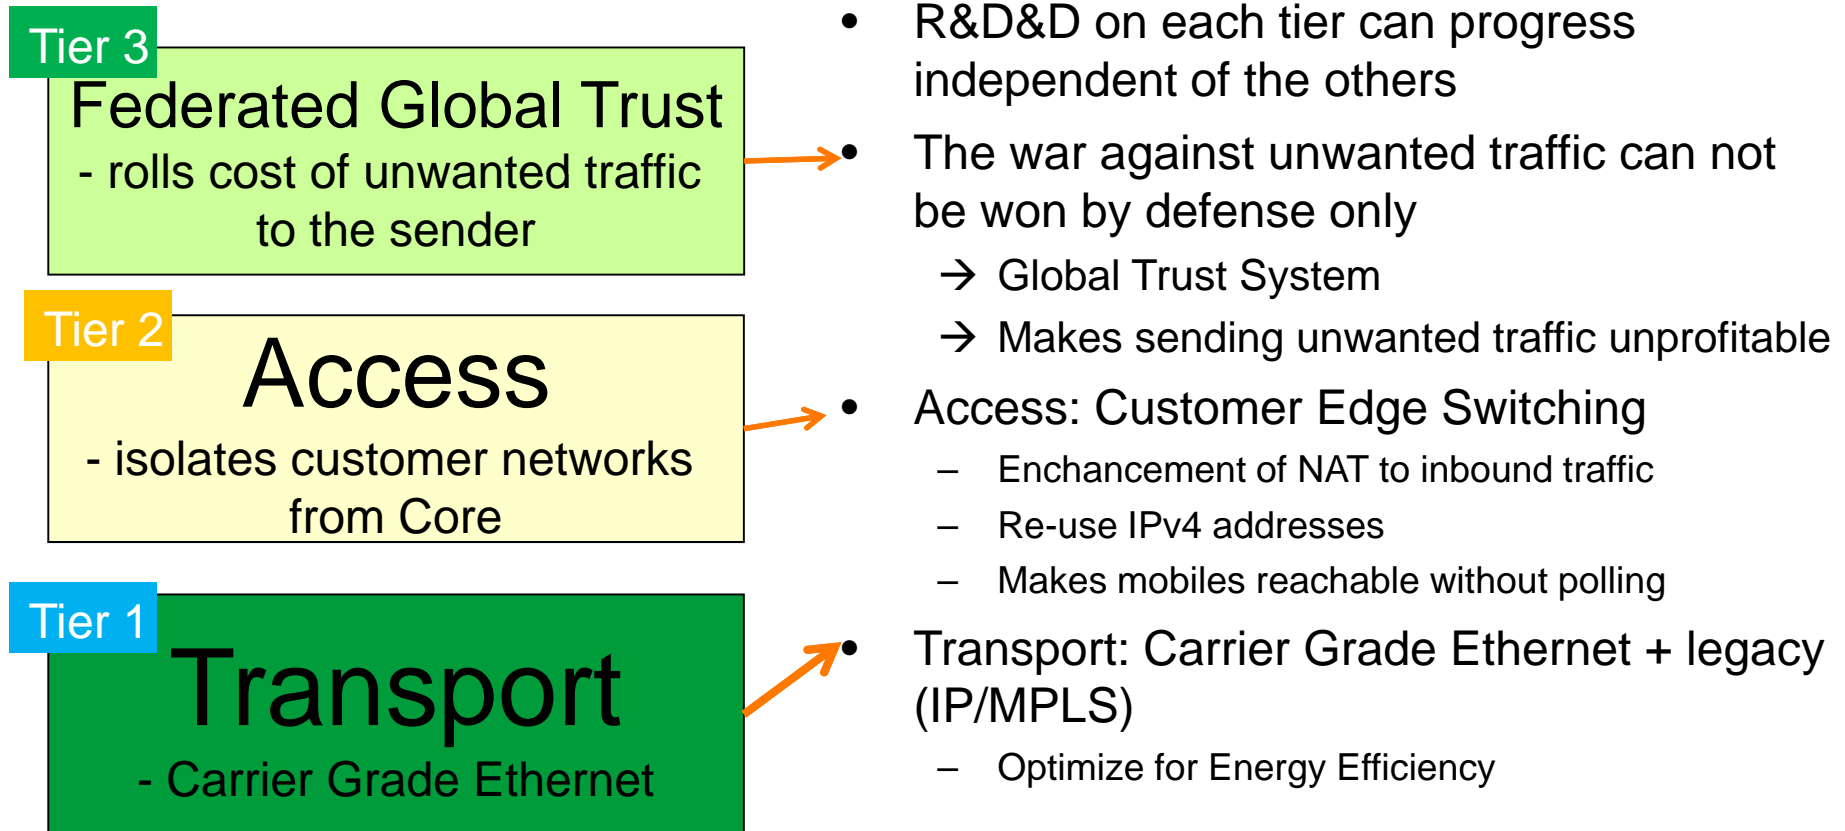 Tier 3
Federated Global Trust
- rolls cost of unwanted traffic
to the sender
Tier 2
Access
- isolates customer networks
from Core
Tier 1
Transport
- Carrier Grade Ethernet
• R&D&D on each tier can progress
independent of the others
• The war against unwanted traffic can not
be won by defense only
→ Global Trust System
→ Makes sending unwanted traffic unprofitable
• Access: Customer Edge Switching
– Enchancement of NAT to inbound traffic
– Re-use IPv4 addresses
– Makes mobiles reachable without polling
• Transport: Carrier Grade Ethernet + legacy
(IP/MPLS)
– Optimize for Energy Efficiency